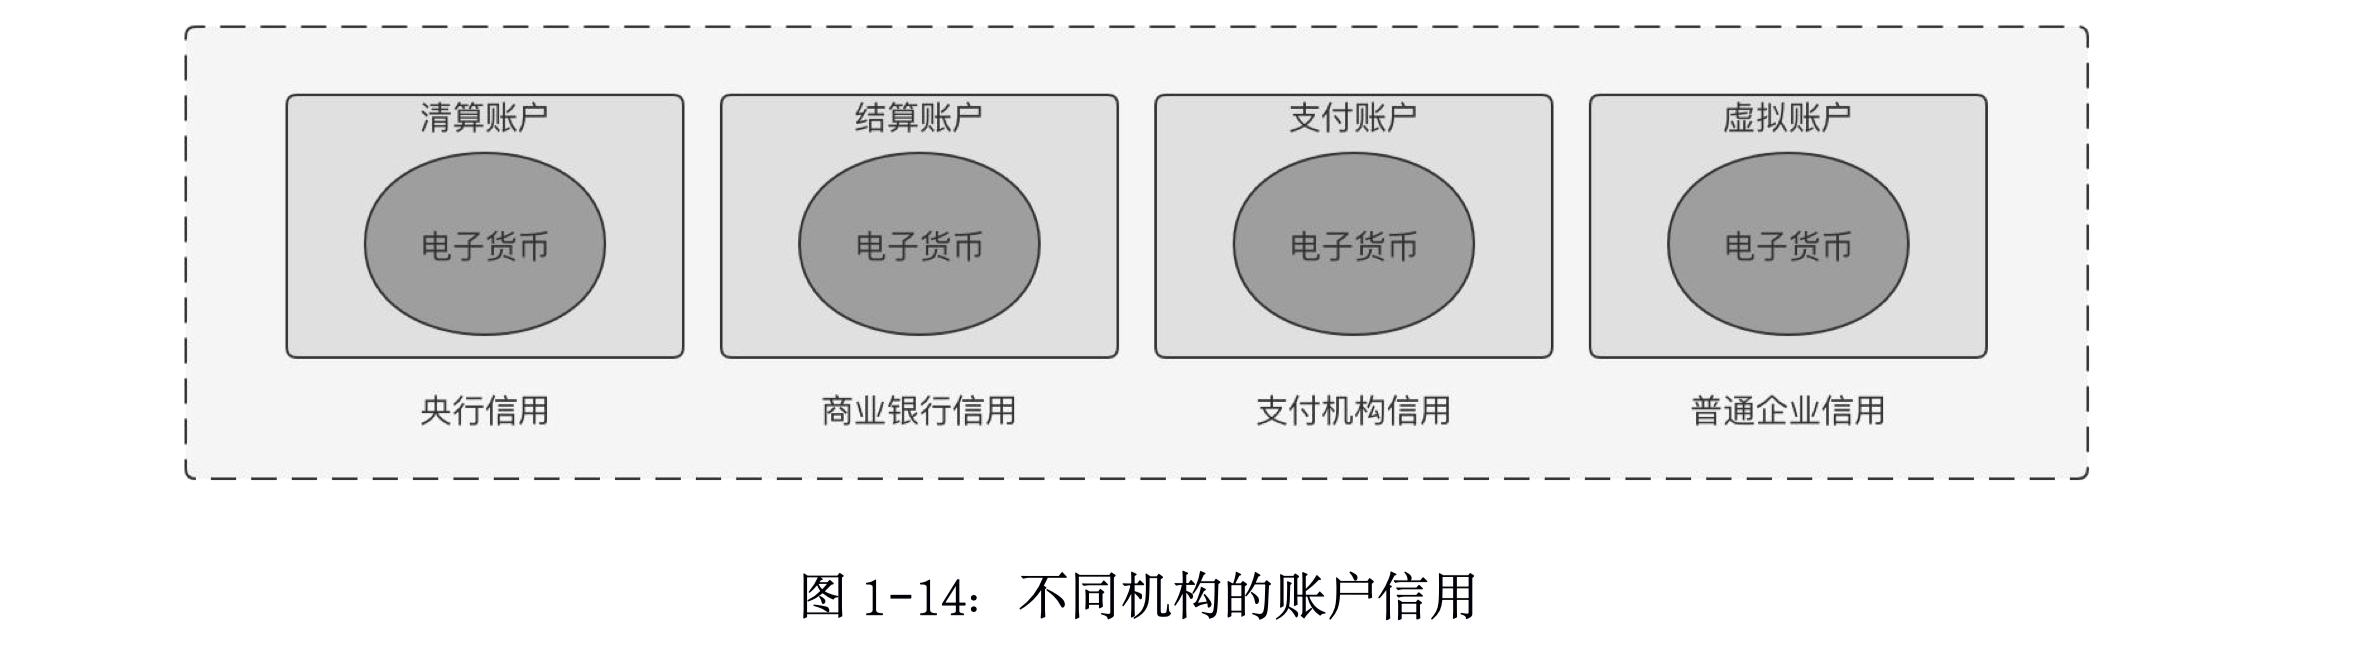 清算账户 结算账户 支付账户 虚拟账户
电子货币 电子货币 电子货币 电子货币
央行信用 商业银行信用 支付机构信用 普通企业信用
图 1-14： 不同机构的账户信用